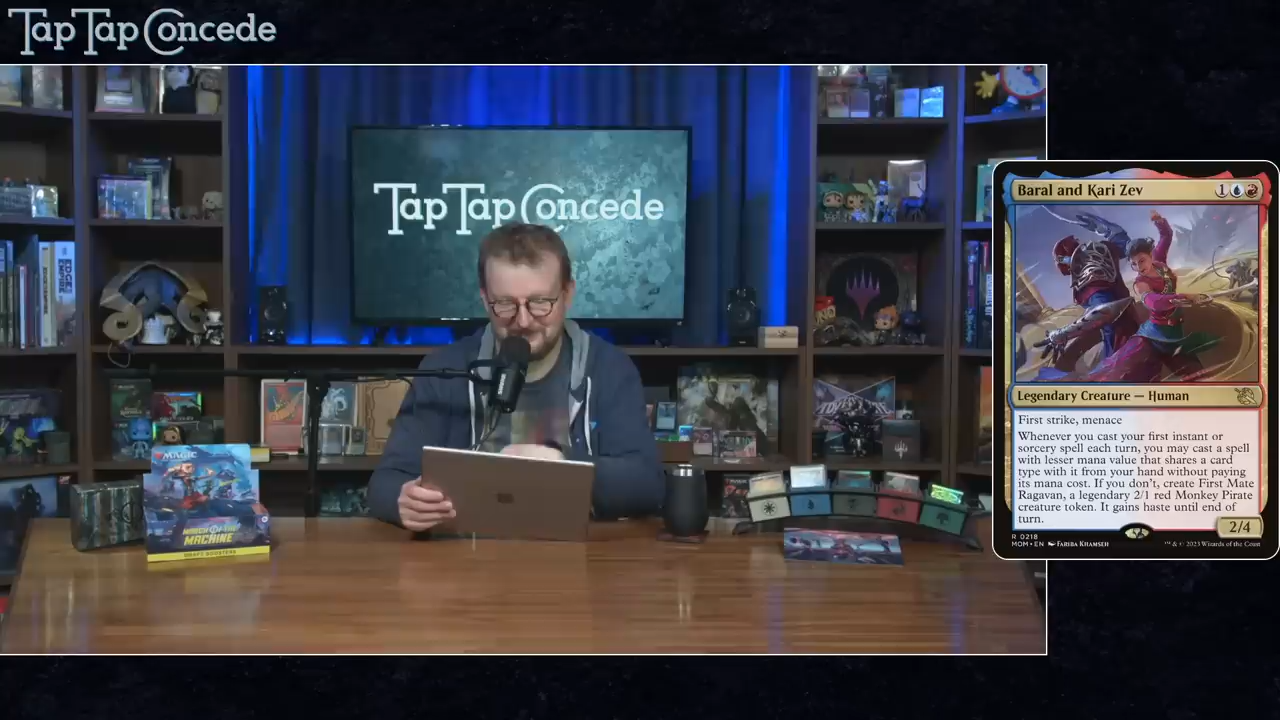 Tap Tap Concede
Tap Tap Concede
Baral and Kari Zev
1
Legendary Creature — Human
First strike, menace
Whenever you cast your first instant or
sorcery spell each turn, you may cast a spell
with lesser mana value that shares a card
type with it from your hand without paying
its mana cost. If you don't, create First Mate
Ragavan, a legendary 2/1 red Monkey Pirate
creature token. It gains haste until end of
turn.
2/4
R 0218
MOM • EN Fariba Khamseh
™ & © 2023 Wizards of the Coast
MAGIC
MARCH OF THE
MACHINE
DRAFT BOOSTERS